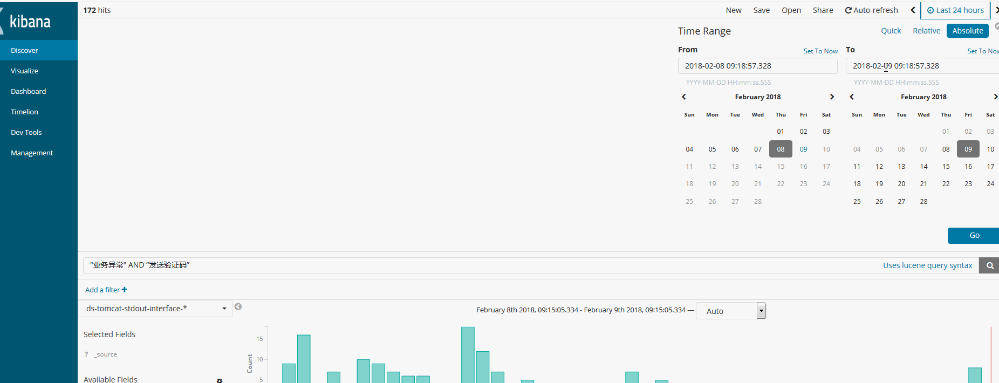 172 hits
New Save Open Share Auto-refresh Last 24 hours
kibana
Discover
Visualize
Dashboard
Timelion
Dev Tools
Management
Time Range
Quick Relative Absolute
From Set To Now To Set To Now
2018-02-08 09:18:57.328 2018-02-09 09:18:57.328
YYYY-MM-DD HH:mm:ss.SSS YYYY-MM-DD HH:mm:ss.SSS
February 2018 February 2018
Sun Mon Tue Wed Thu Fri Sat Sun Mon Tue Wed Thu Fri Sat
01 02 03 01 02 03
04 05 06 07 08 09 10 04 05 06 07 08 09 10
11 12 13 14 15 16 17 11 12 13 14 15 16 17
18 19 20 21 22 23 24 18 19 20 21 22 23 24
25 26 27 28 25 26 27 28
Go
"业务异常" AND “发送验证码”
Uses lucene query syntax
Add a filter +
ds-tomcat-stdout-interface-*
February 8th 2018, 09:15:05.334 - February 9th 2018, 09:15:05.334 — Auto
Selected Fields
? _source
Available Fields
Count
15
10
5